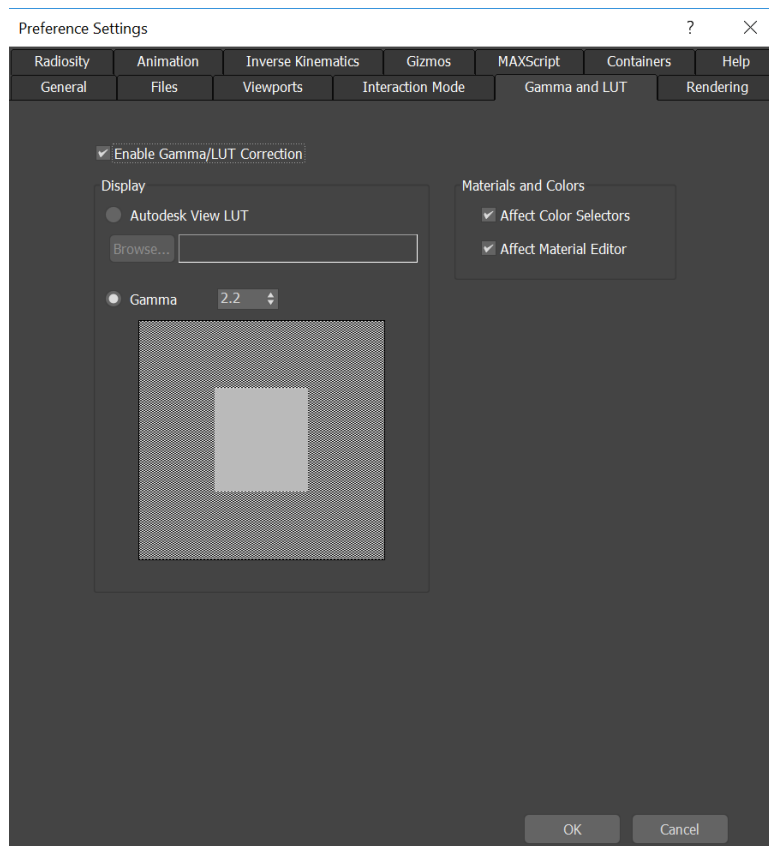 Preference Settings ?
Radiosity Animation Inverse Kinematics Gizmos MAXScript Containers Help
General Files Viewports Interaction Mode Gamma and LUT Rendering
Enable Gamma/LUT Correction
Display Materials and Colors
Autodesk View LUT Affect Color Selectors
Browse... Affect Material Editor
Gamma 2.2
OK Cancel